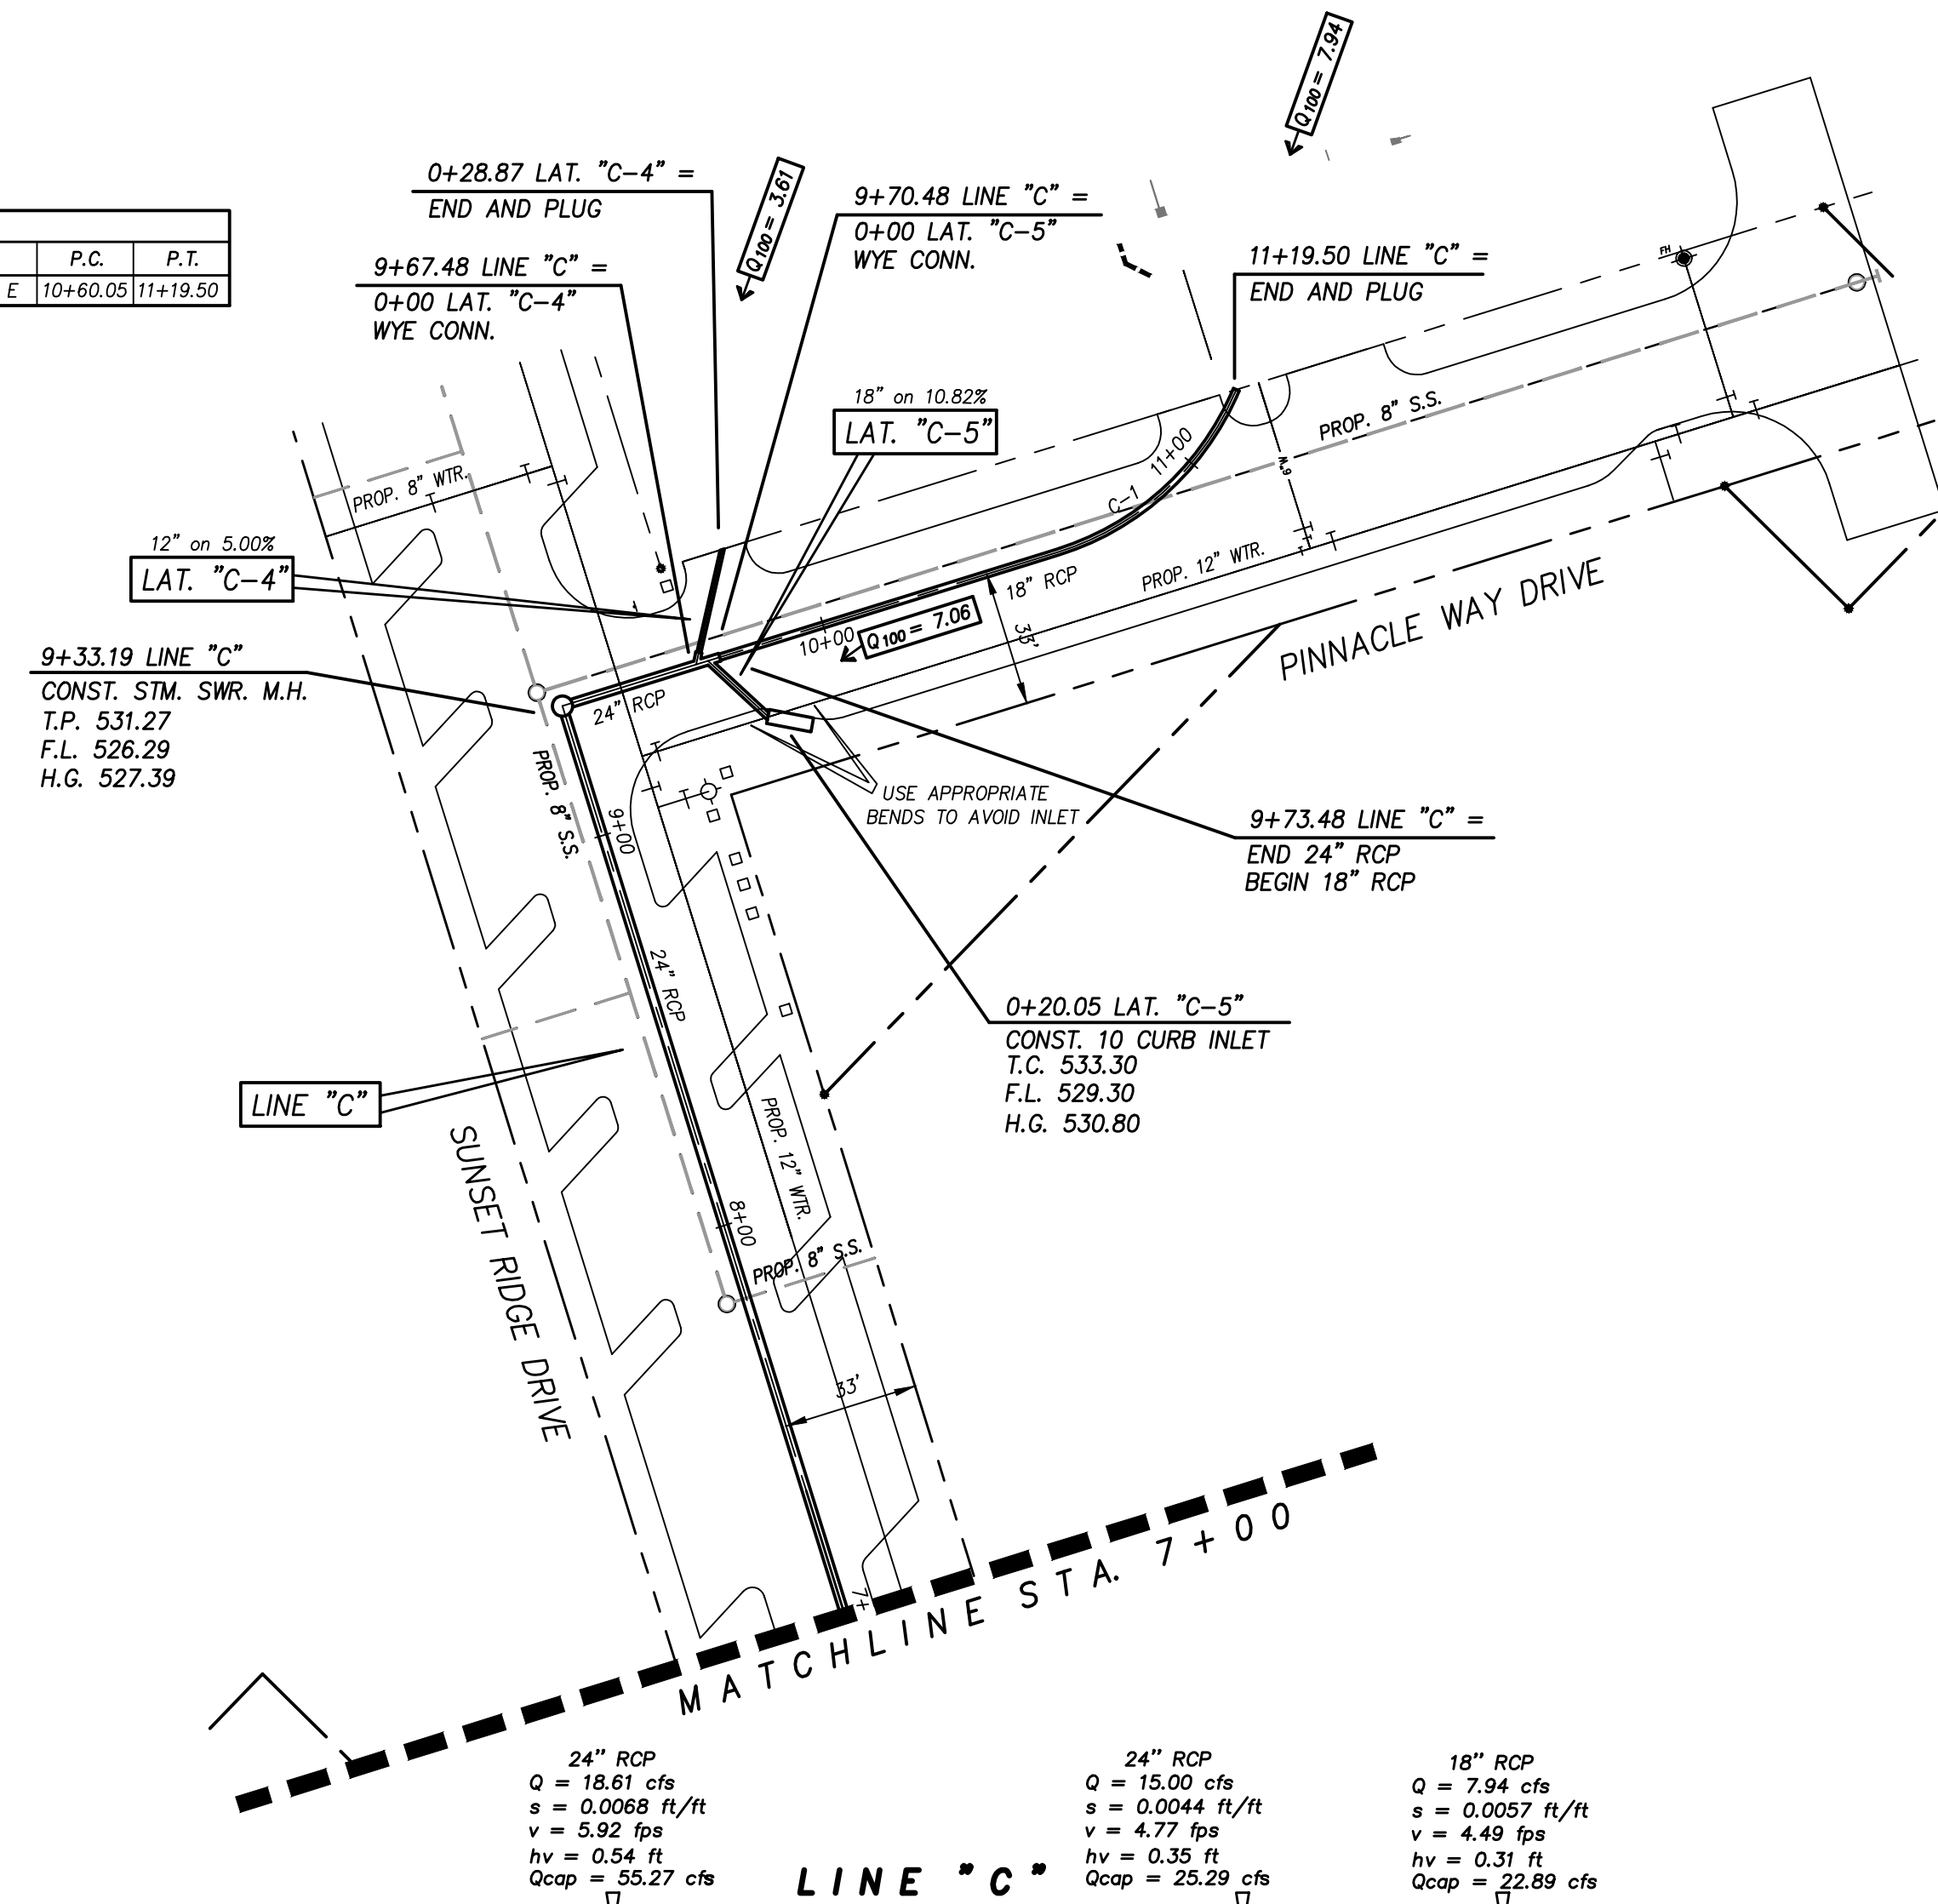 Q100 = 7.94
0+28.87 LAT. "C-4" =
END AND PLUG
Q100 = 3.61
9+70.48 LINE "C" =
0+00 LAT. "C-5"
WYE CONN.
P.C. P.T.
E 10+60.05 11+19.50
9+67.48 LINE "C" =
0+00 LAT. "C-4"
WYE CONN.
11+19.50 LINE "C" =
END AND PLUG
FH
18" on 10.82%
LAT. "C-5"
PROP. 8" S.S.
11+00
6"W
C-1
PROP. 8" WTR.
12" on 5.00%
LAT. "C-4"
18" RCP
PROP. 12" WTR.
PINNACLE WAY DRIVE
33'
10+00
Q100 = 7.06
9+33.19 LINE "C"
CONST. STM. SWR. M.H.
T.P. 531.27
F.L. 526.29
H.G. 527.39
24" RCP
PROP. 8" S.S.
9+00
USE APPROPRIATE
BENDS TO AVOID INLET
9+73.48 LINE "C" =
END 24" RCP
BEGIN 18" RCP
24" RCP
0+20.05 LAT. "C-5"
CONST. 10 CURB INLET
T.C. 533.30
F.L. 529.30
H.G. 530.80
LINE "C"
PROP. 12" WTR.
SUNSET RIDGE DRIVE
8+00
PROP. 8" S.S.
33'
7+
MATCHLINE STA. 7+00
24" RCP
Q = 18.61 cfs
s = 0.0068 ft/ft
v = 5.92 fps
hv = 0.54 ft
Qcap = 55.27 cfs
LINE "C"
24" RCP
Q = 15.00 cfs
s = 0.0044 ft/ft
v = 4.77 fps
hv = 0.35 ft
Qcap = 25.29 cfs
18" RCP
Q = 7.94 cfs
s = 0.0057 ft/ft
v = 4.49 fps
hv = 0.31 ft
Qcap = 22.89 cfs